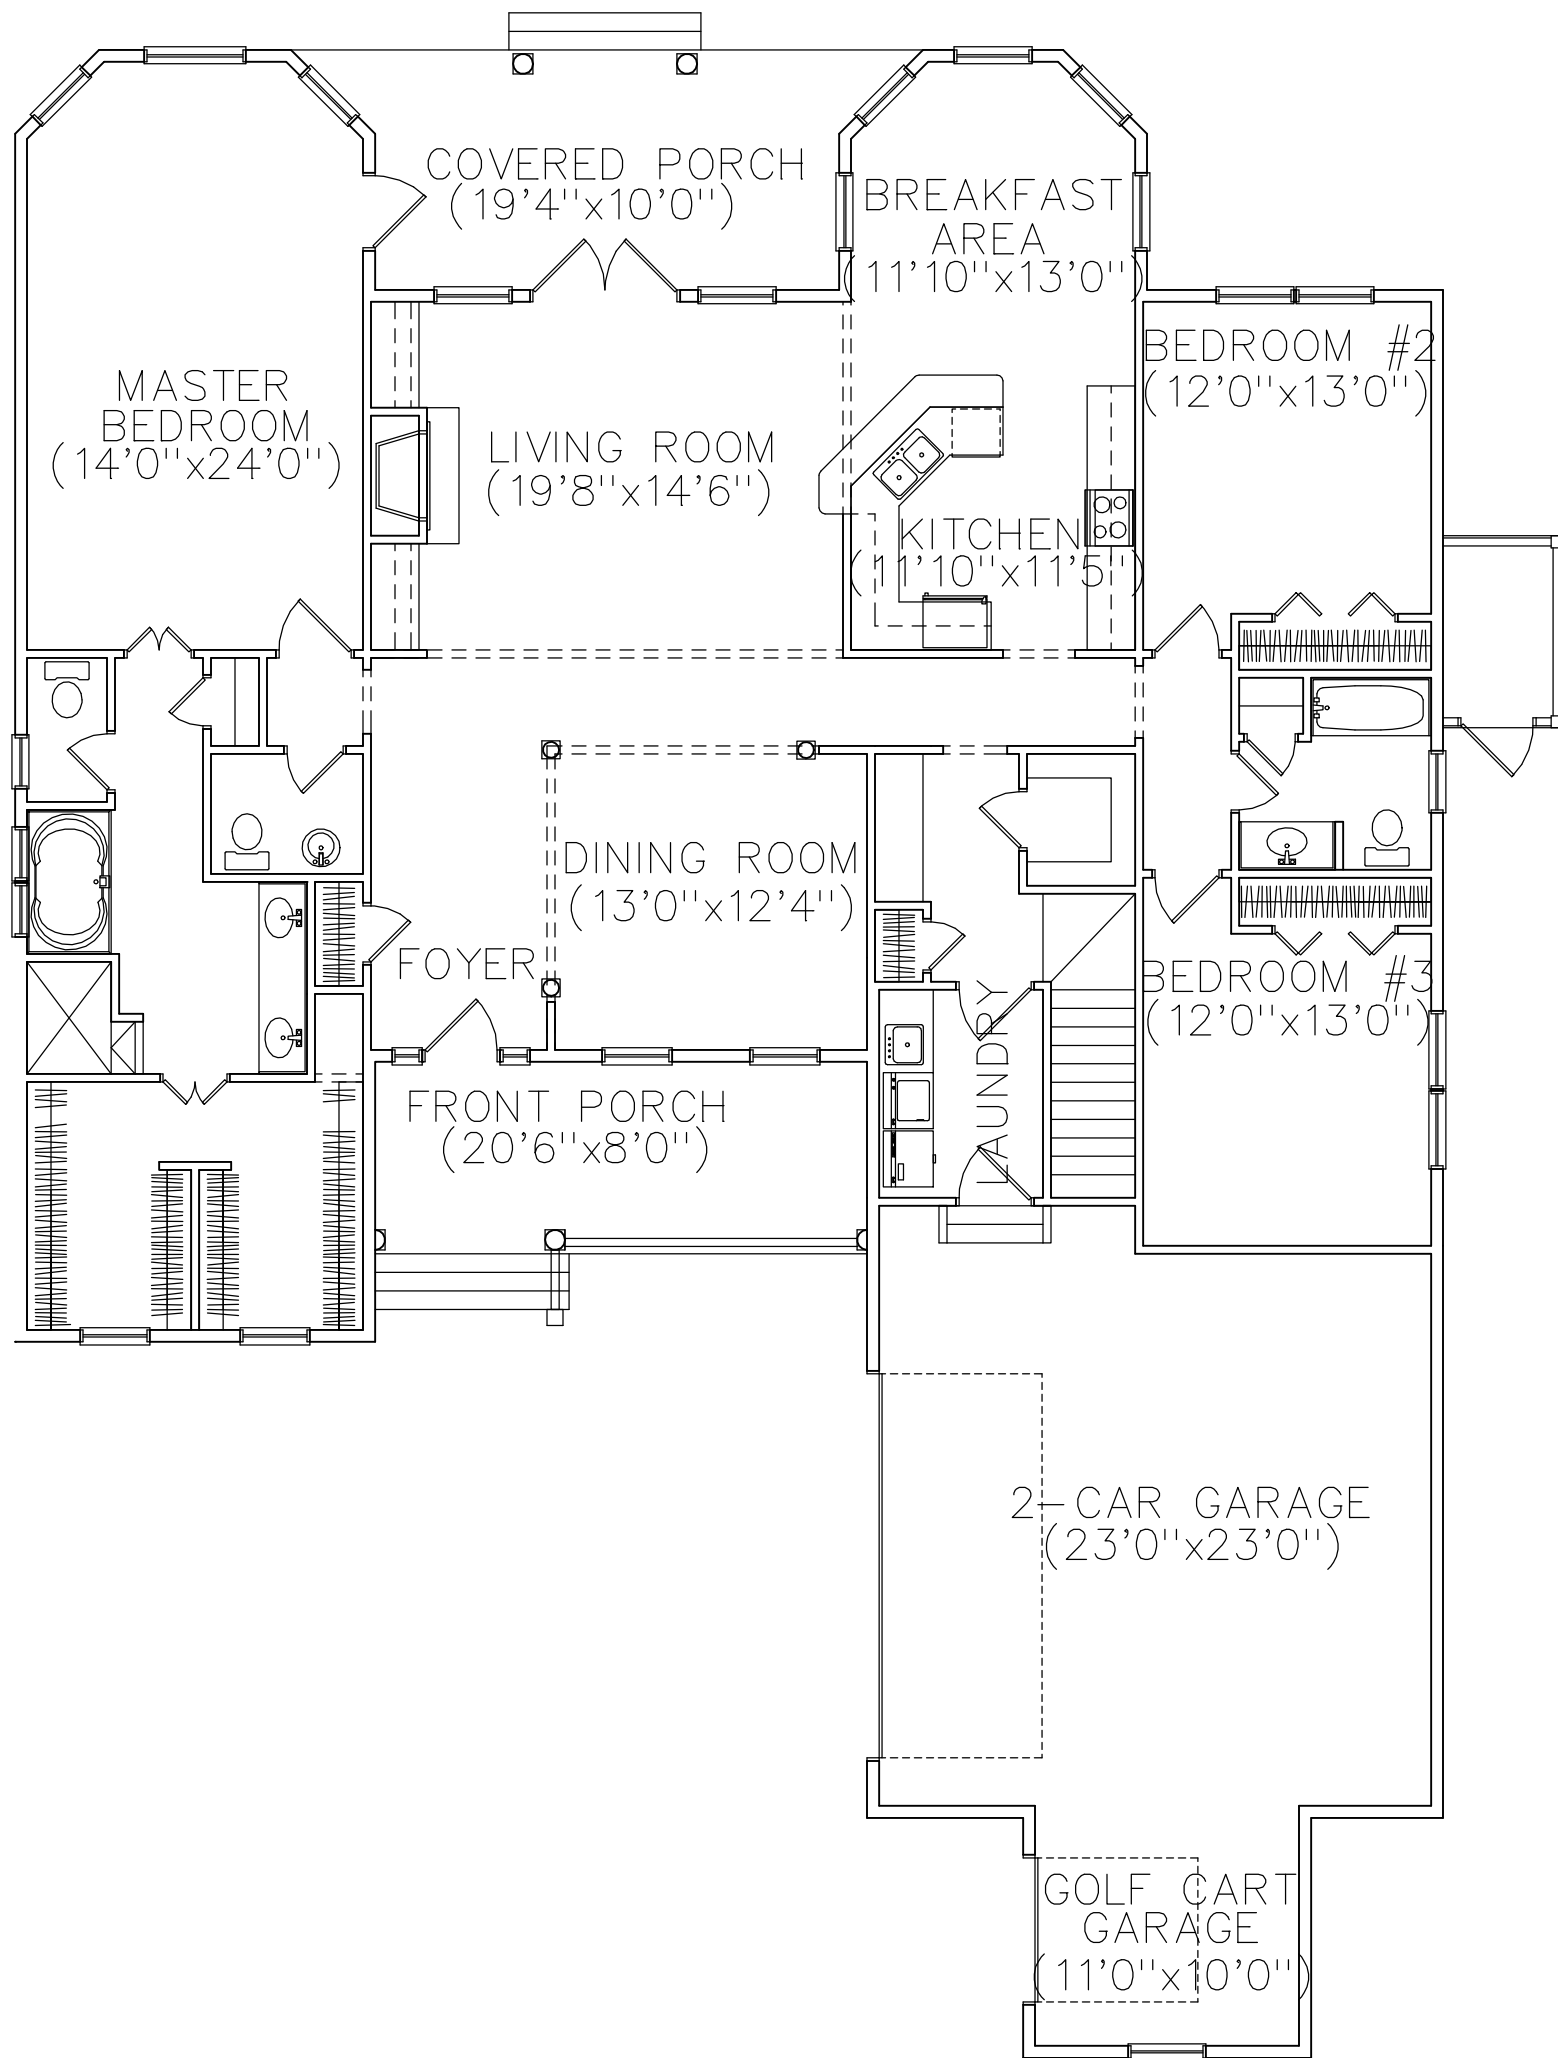 COVERED PORCH
(19'4"x10'0")
BREAKFAST
AREA
(11'10"x13'0")
BEDROOM #2
(12'0"x13'0")
MASTER
BEDROOM
(14'0"x24'0")
LIVING ROOM
(19'8"x14'6")
KITCHEN
(11'10"x11'5")
DINING ROOM
(13'0"x12'4")
FOYER
BEDROOM #3
(12'0"x13'0")
LAUNDRY
FRONT PORCH
(20'6"x8'0")
2-CAR GARAGE
(23'0"x23'0")
GOLF CART
GARAGE
(11'0"x10'0")